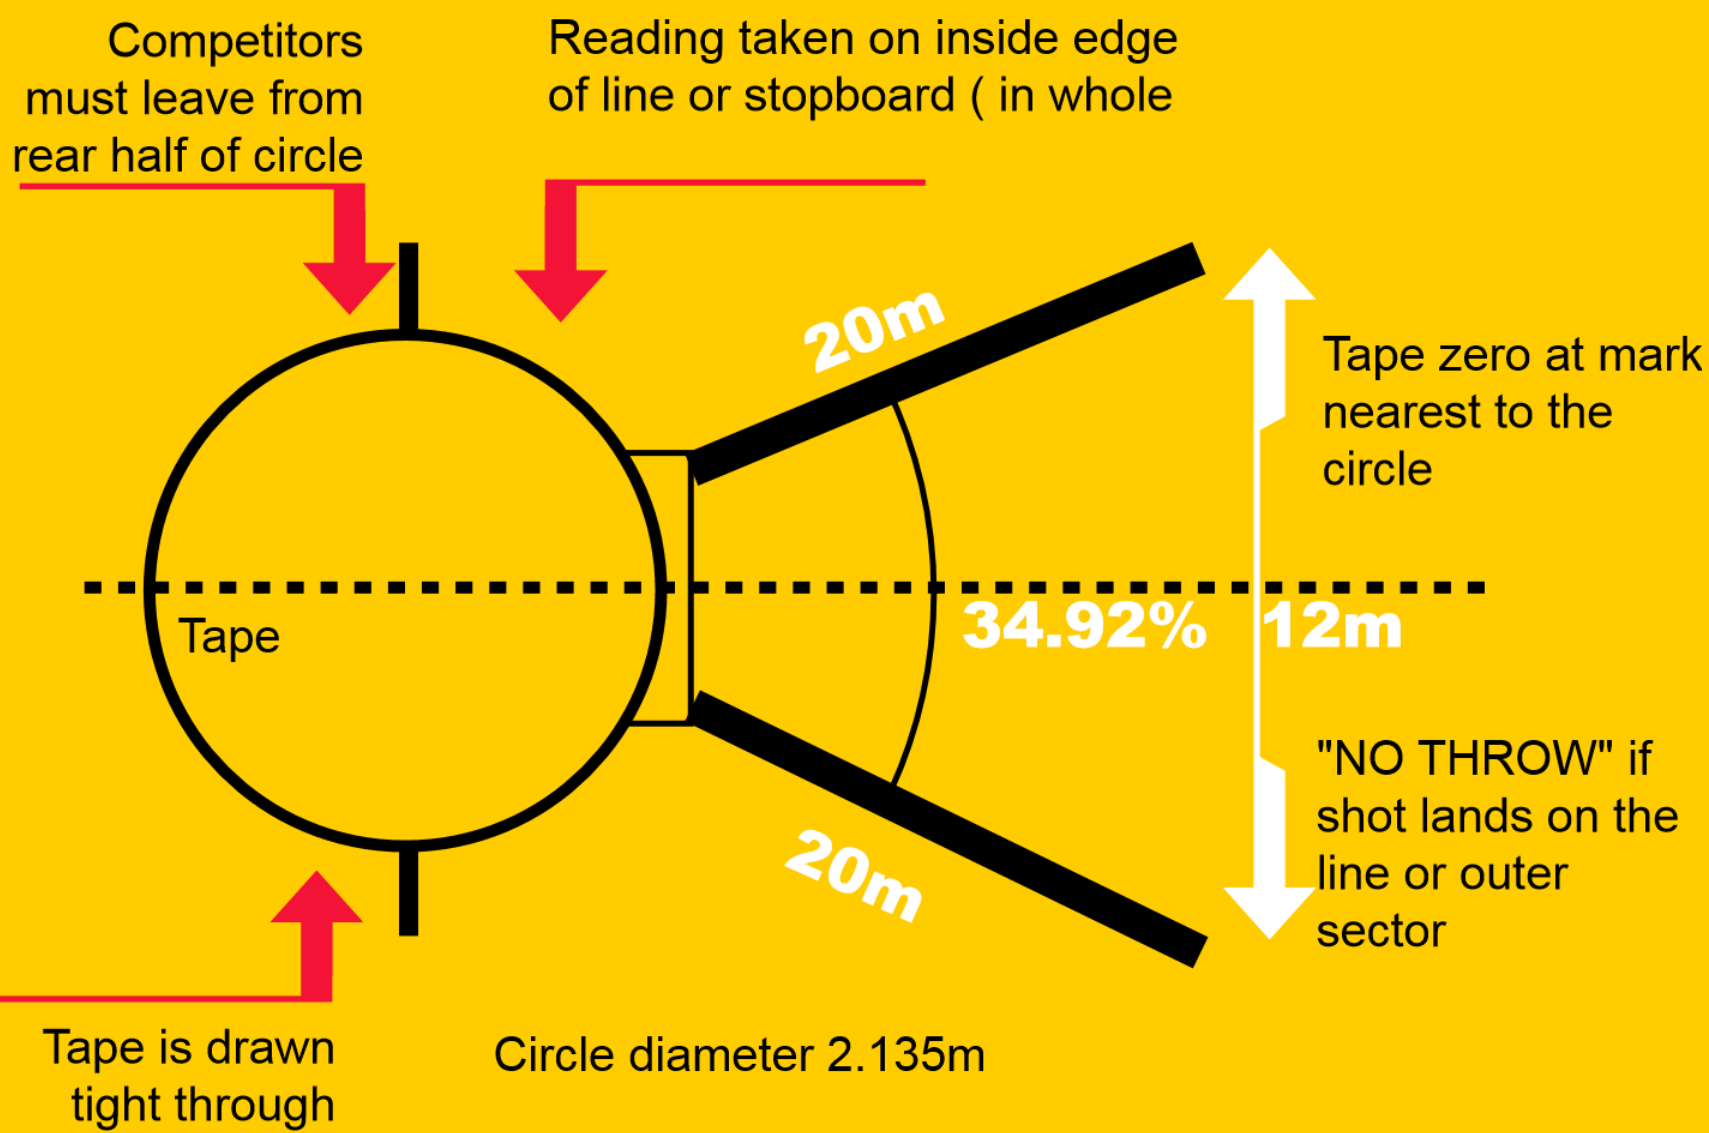 Competitors
must leave from
rear half of circle
Reading taken on inside edge
of line or stopboard ( in whole
20m
Tape zero at mark
nearest to the
circle
Tape
34.92%
12m
"NO THROW" if
shot lands on the
line or outer
sector
20m
Tape is drawn
tight through
Circle diameter 2.135m